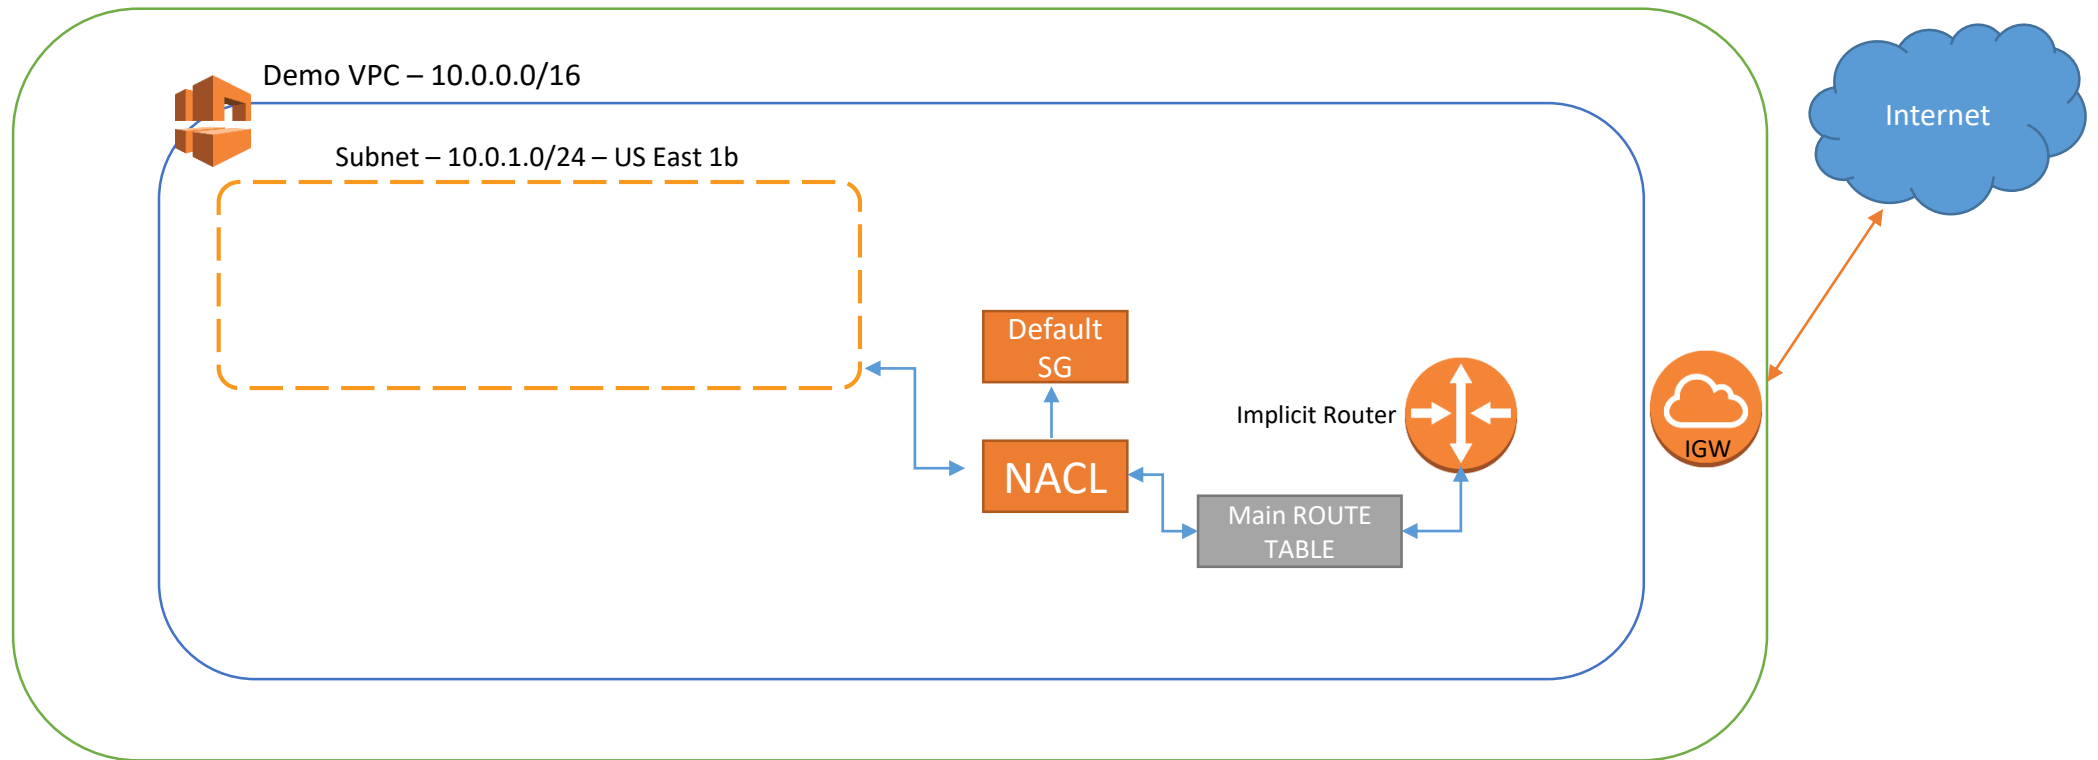 Demo VPC – 10.0.0.0/16
Internet
Subnet – 10.0.1.0/24 – US East 1b
Default
SG
Implicit Router
IGW
NACL
Main ROUTE
TABLE